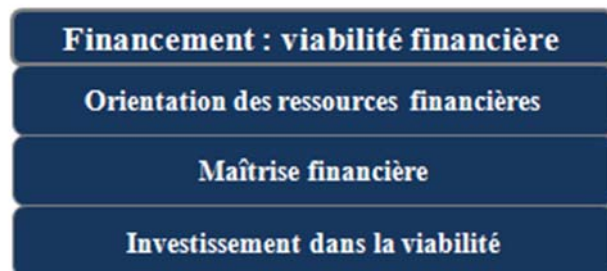 Financement : viabilité financière
Orientation des ressources financières
Maîtrise financière
Investissement dans la viabilité